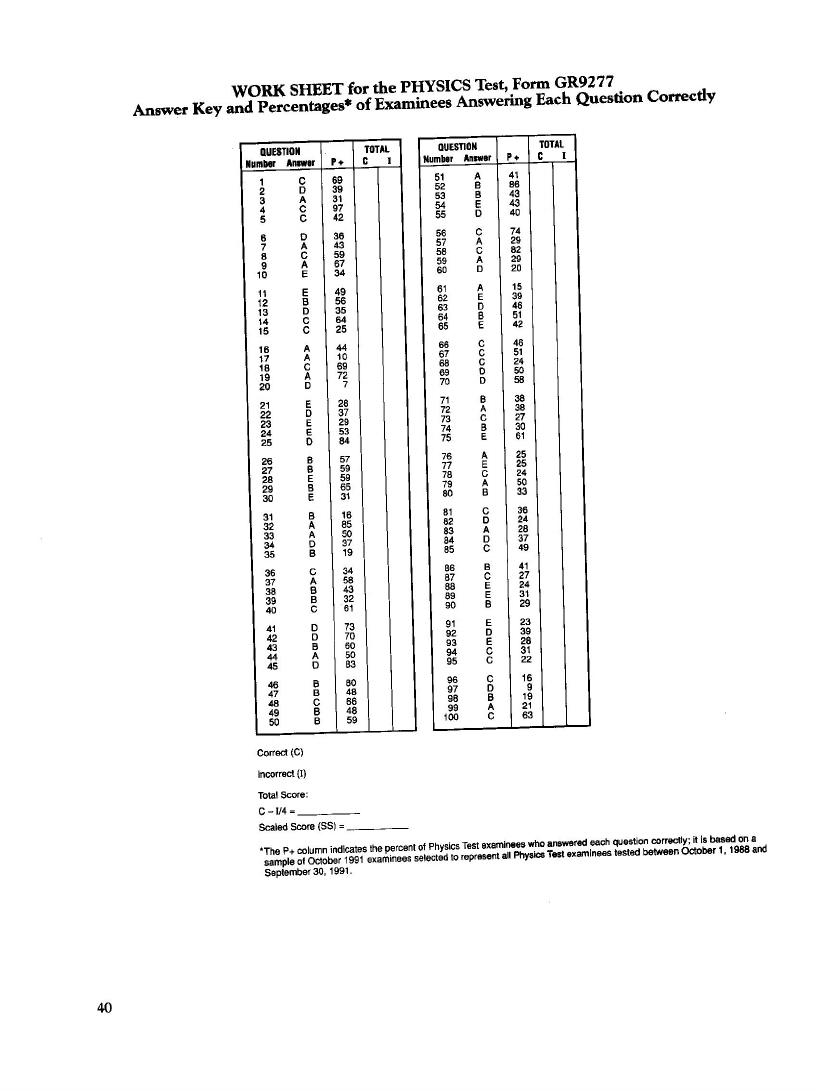 WORK SHEET for the PHYSICS Test, Form GR9277
Answer Key and Percentages* of Examinees Answering Each Question Correctly
QUESTION TOTAL
Number Answer P+ C I
1 C 69
2 D 39
3 A 31
4 C 97
5 C 42
6 D 36
7 A 43
8 C 59
9 A 67
10 E 34
11 E 49
12 B 56
13 D 35
14 C 64
15 C 25
16 A 44
17 A 10
18 C 69
19 A 72
20 D 7
21 E 28
22 D 37
23 E 29
24 E 53
25 D 84
26 B 57
27 B 59
28 E 59
29 B 65
30 E 31
31 B 16
32 A 85
33 A 50
34 D 37
35 B 19
36 C 34
37 A 58
38 B 43
39 B 32
40 C 61
41 D 73
42 D 70
43 B 60
44 A 50
45 D 83
46 B 80
47 B 48
48 C 86
49 B 48
50 B 59
QUESTION TOTAL
Number Answer P+ C I
51 A 41
52 B 86
53 B 43
54 E 43
55 D 40
56 C 74
57 A 29
58 C 82
59 A 29
60 D 20
61 A 15
62 E 39
63 D 46
64 B 51
65 E 42
66 C 46
67 C 51
68 C 24
69 D 50
70 D 58
71 B 38
72 A 38
73 C 27
74 B 30
75 E 61
76 A 25
77 E 25
78 C 24
79 A 50
80 B 33
81 C 36
82 D 24
83 A 28
84 D 37
85 C 49
86 B 41
87 C 27
88 E 24
89 E 31
90 B 29
91 E 23
92 D 39
93 E 28
94 C 31
95 C 22
96 C 16
97 D 9
98 B 19
99 A 21
100 C 63
Correct (C)
Incorrect (I)
Total Score:
C – I/4 = ________
Scaled Score (SS) = ________
*The P+ column indicates the percent of Physics Test examinees who answered each question correctly; it is based on a
sample of October 1991 examinees selected to represent all Physics Test examinees tested between October 1, 1988 and
September 30, 1991.
40